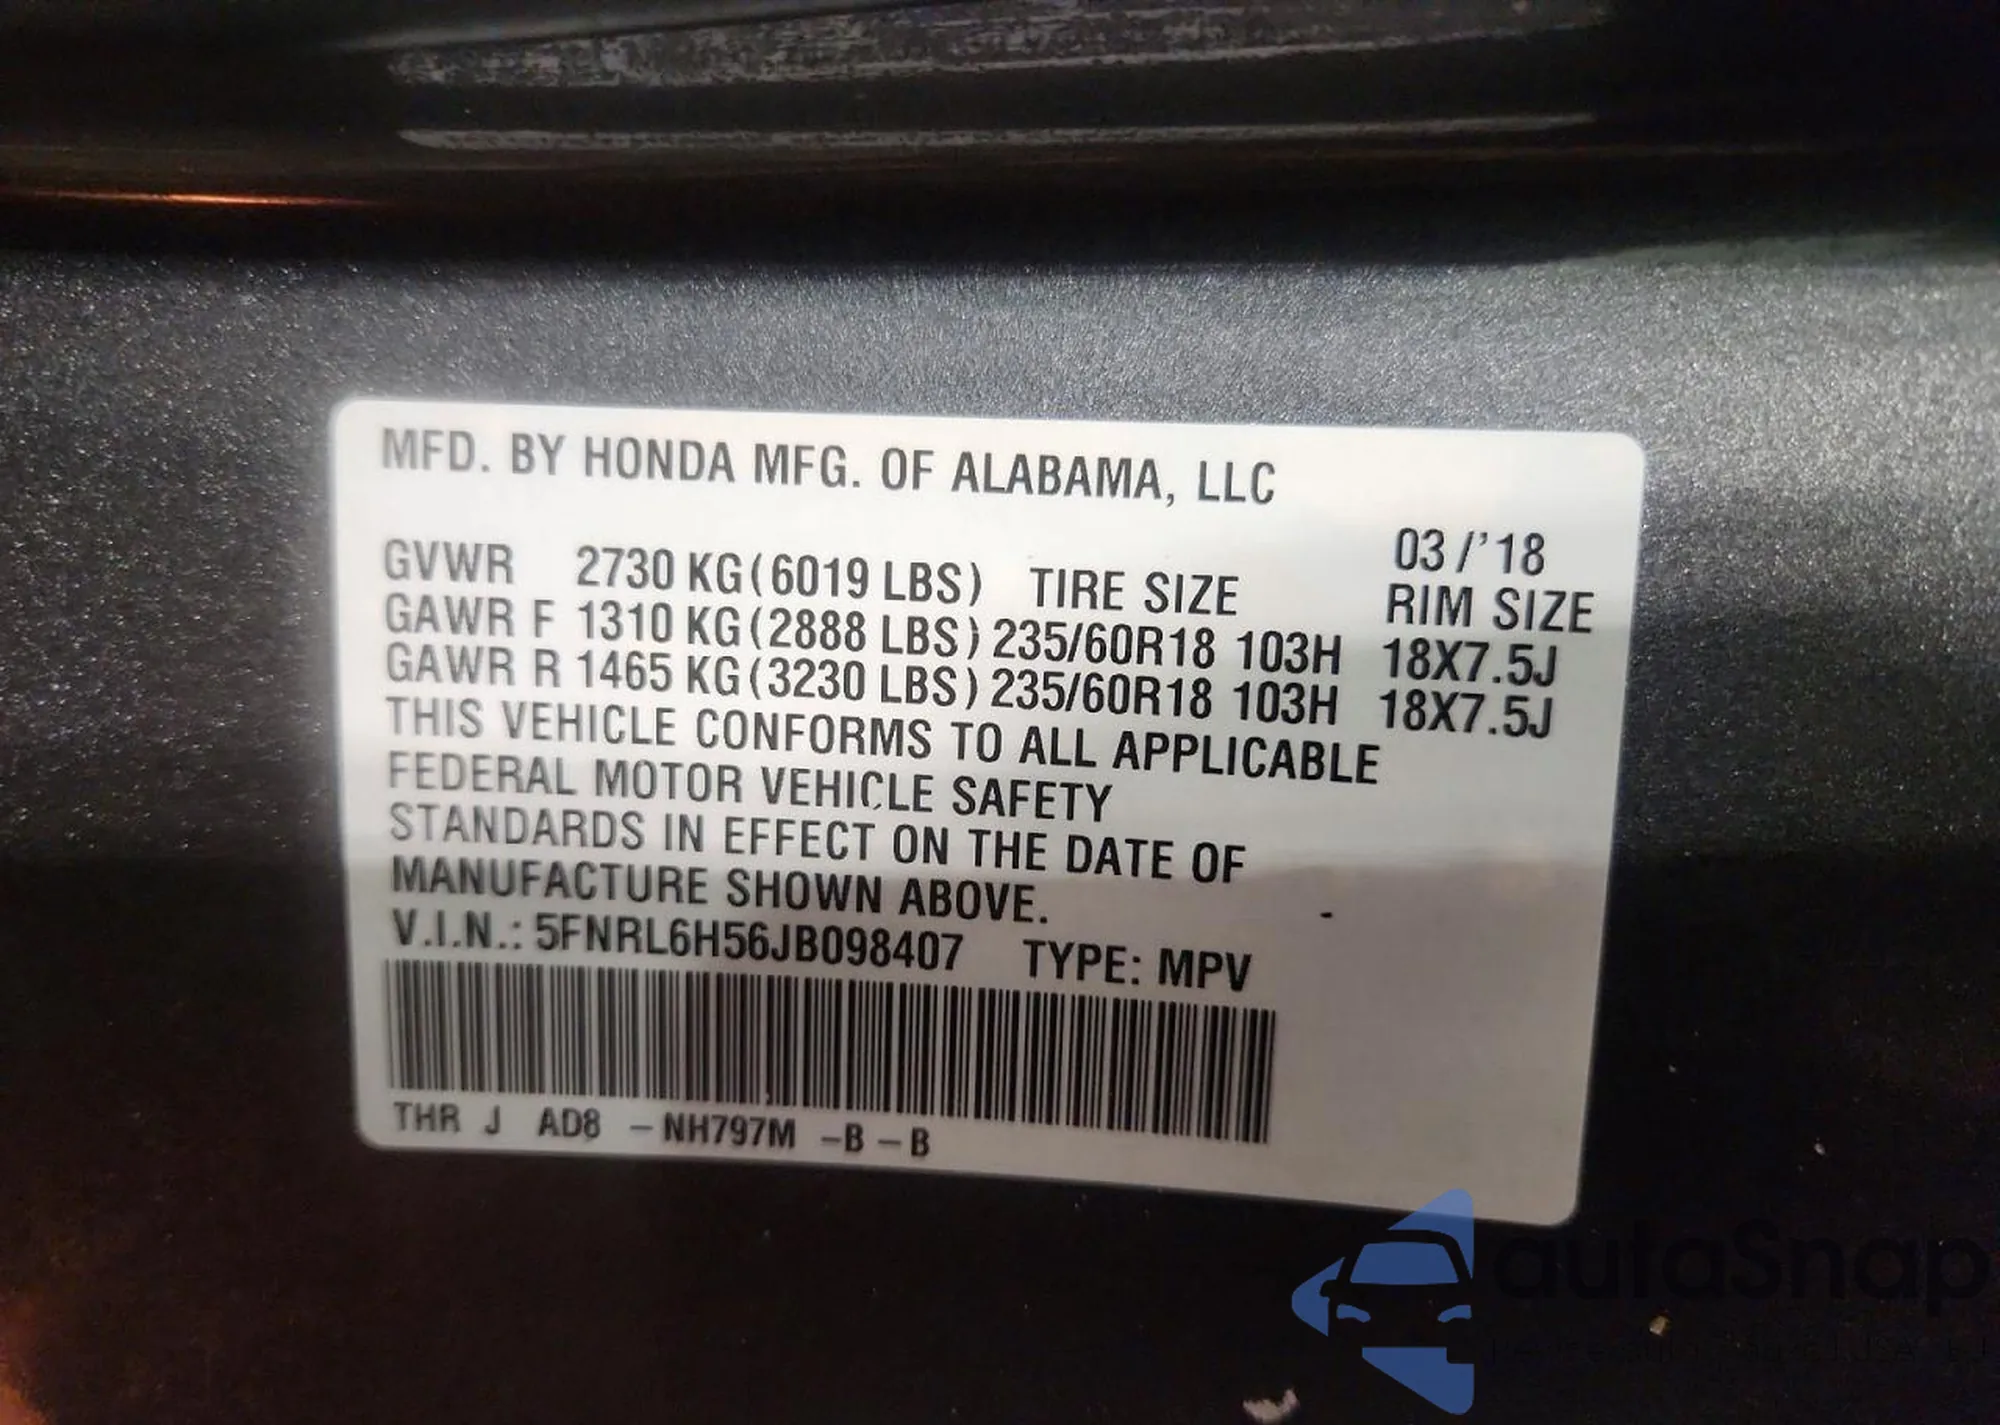 MFD. BY HONDA MFG. OF ALABAMA, LLC
03/'18
GVWR 2730 KG(6019 LBS) TIRE SIZE RIM SIZE
GAWR F 1310 KG(2888 LBS) 235/60R18 103H 18X7.5J
GAWR R 1465 KG(3230 LBS) 235/60R18 103H 18X7.5J
THIS VEHICLE CONFORMS TO ALL APPLICABLE
FEDERAL MOTOR VEHICLE SAFETY
STANDARDS IN EFFECT ON THE DATE OF
MANUFACTURE SHOWN ABOVE.
V.I.N.: 5FNRL6H56JB098407 TYPE: MPV
THR J AD8 -NH797M -B-B
autoSnap